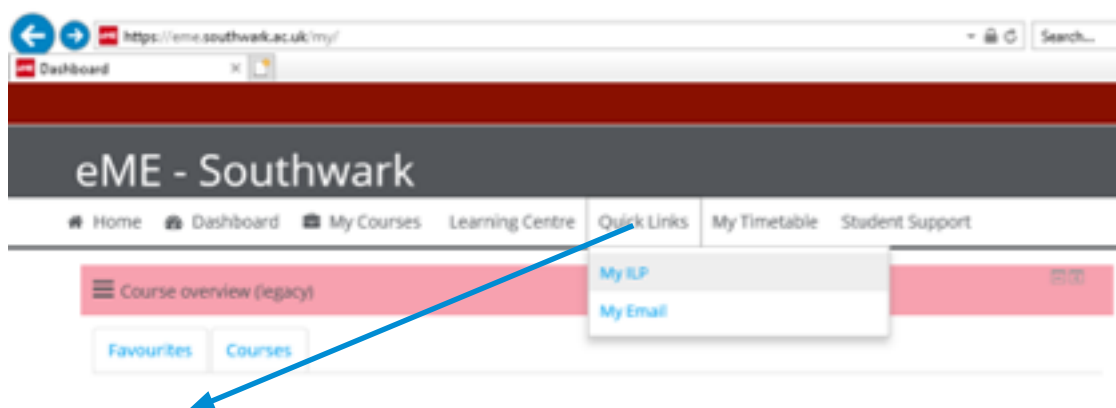 https://eme.southwark.ac.uk/my/ Search...
Dashboard
eME - Southwark
Home Dashboard My Courses Learning Centre Quick Links My Timetable Student Support
Course overview (legacy)
My ILP
My Email
Favourites Courses